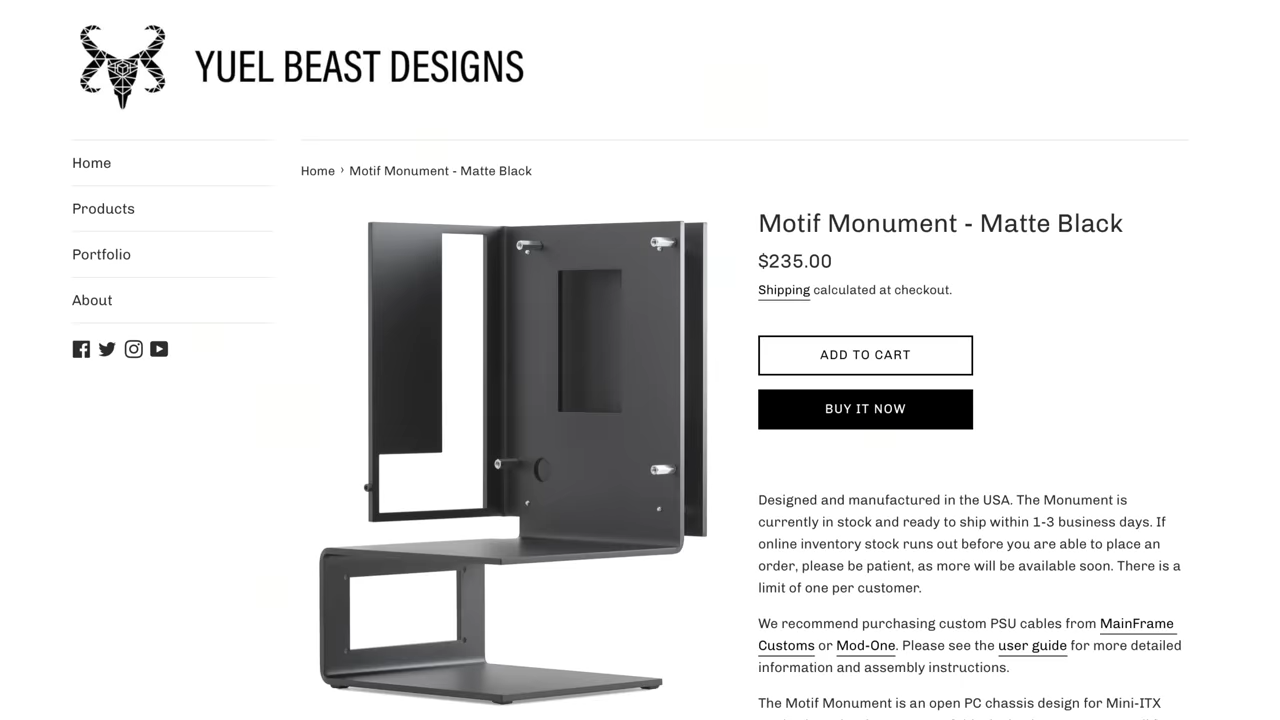 YUEL BEAST DESIGNS
Home
Products
Portfolio
About
Home › Motif Monument - Matte Black
Motif Monument - Matte Black
$235.00
Shipping calculated at checkout.
ADD TO CART
BUY IT NOW
Designed and manufactured in the USA. The Monument is
currently in stock and ready to ship within 1-3 business days. If
online inventory stock runs out before you are able to place an
order, please be patient, as more will be available soon. There is a
limit of one per customer.
We recommend purchasing custom PSU cables from MainFrame
Customs or Mod-One. Please see the user guide for more detailed
information and assembly instructions.
The Motif Monument is an open PC chassis design for Mini-ITX